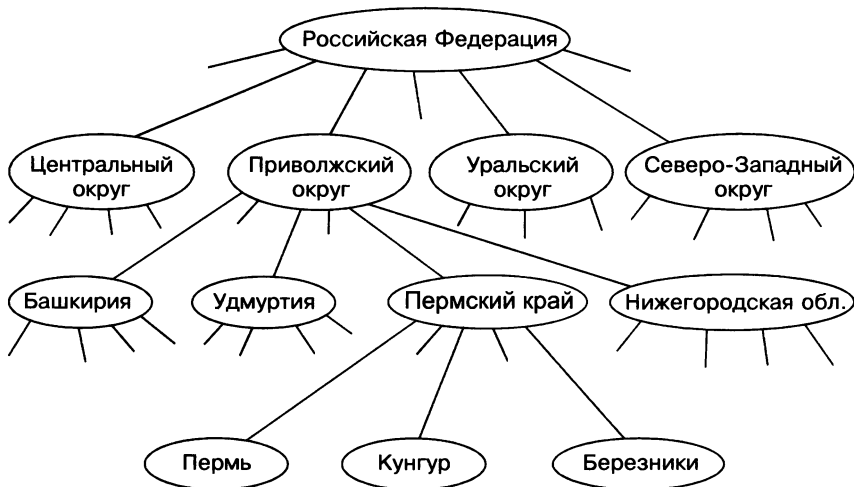 Российская Федерация
Центральный
округ
Приволжский
округ
Уральский
округ
Северо-Западный
округ
Башкирия
Удмуртия
Пермский край
Нижегородская обл.
Пермь
Кунгур
Березники